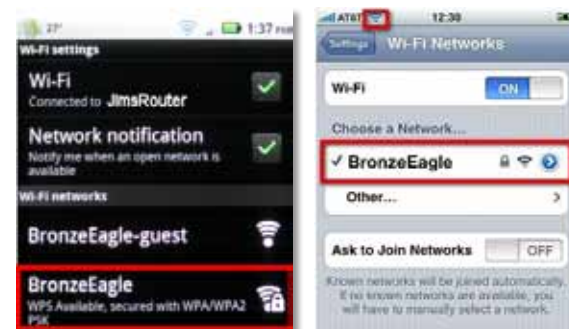 27°
1:37 PM
Wi-Fi settings
Wi-Fi
Connected to JimsRouter
Network notification
Notify me when an open network is
available
Wi-Fi networks
BronzeEagle-guest
BronzeEagle
WPS Available, secured with WPA/WPA2
PSK
AT&T
12:30
Settings
Wi-Fi Networks
Wi-Fi
ON
Choose a Network...
✓ BronzeEagle
Other...
Ask to Join Networks
OFF
Known networks will be joined automatically.
If no known networks are available, you
will have to manually select a network.